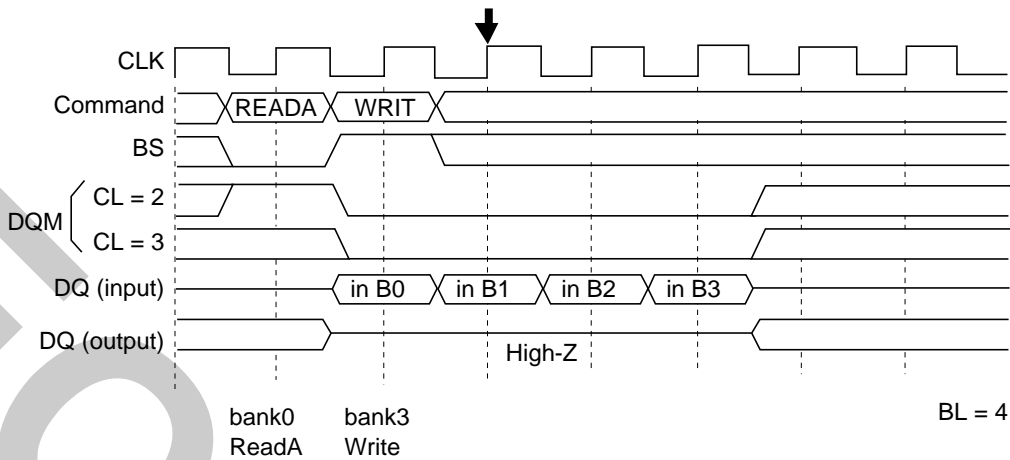 CLK
Command READA WRIT
BS
DQM
CL = 2
CL = 3
DQ (input) in B0 in B1 in B2 in B3
DQ (output)
High-Z
bank0 bank3 BL = 4
ReadA Write